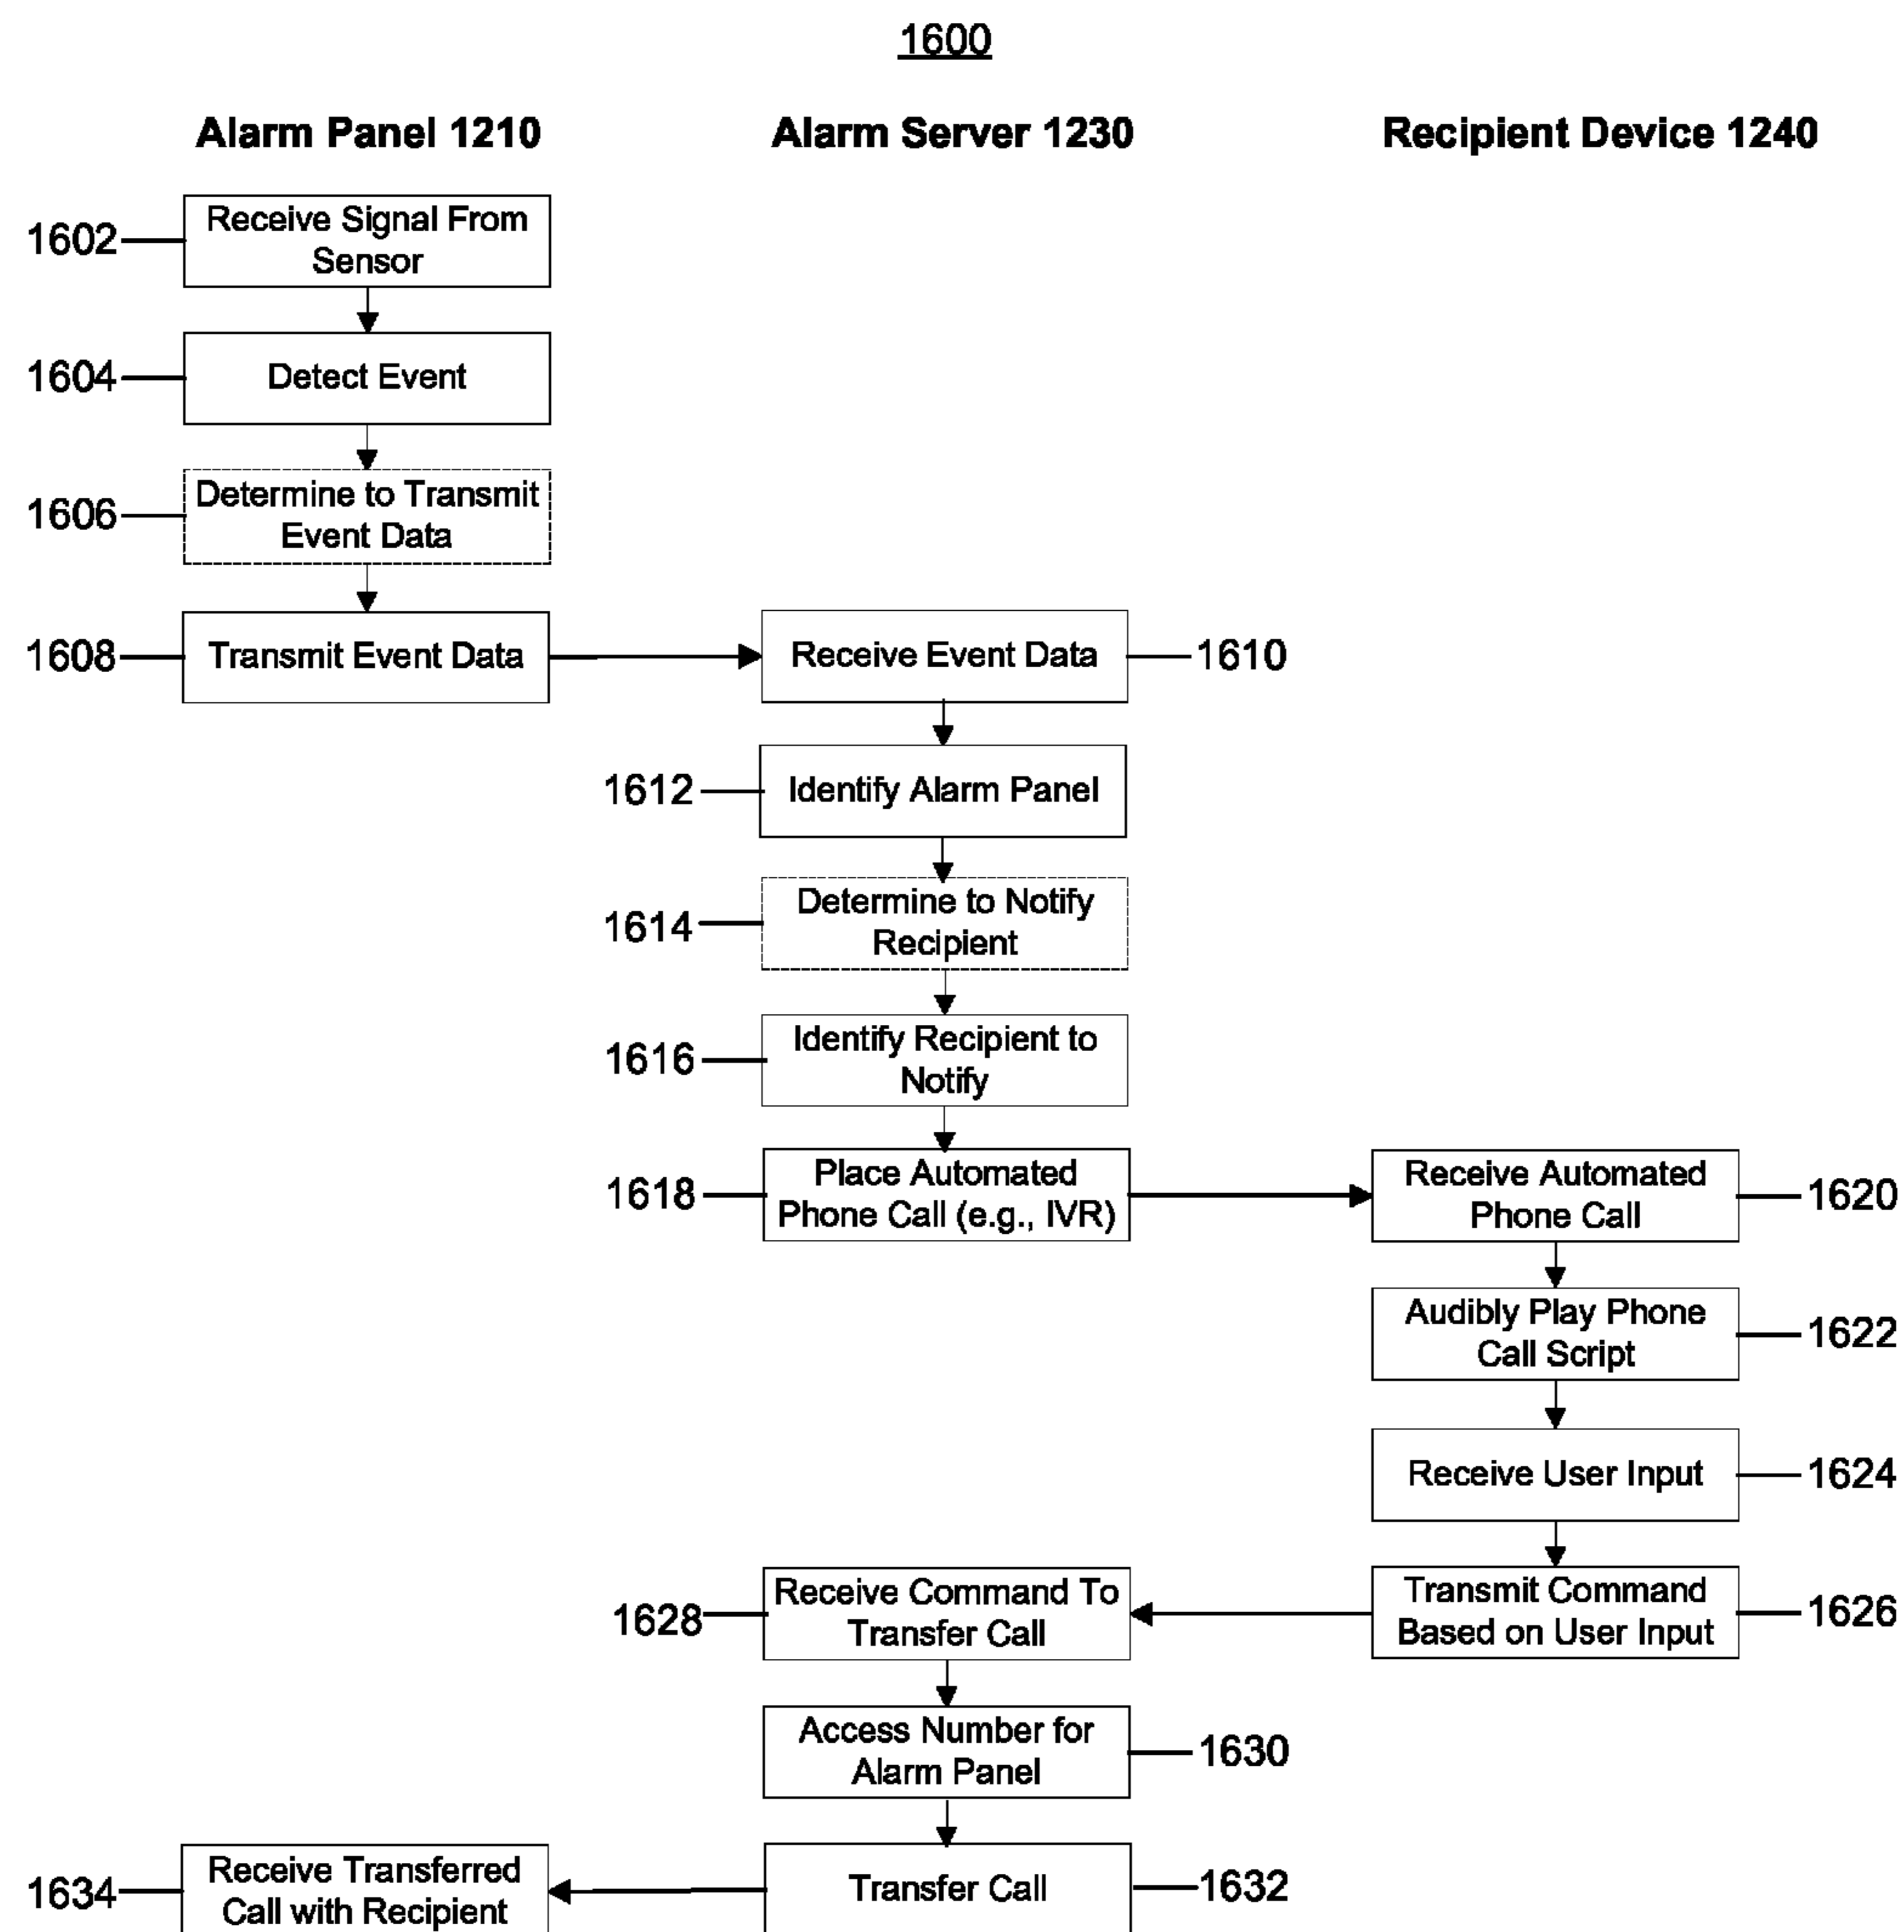 1600
Alarm Panel 1210
Alarm Server 1230
Recipient Device 1240
1602
Receive Signal From
Sensor
1604
Detect Event
1606
Determine to Transmit
Event Data
1608
Transmit Event Data
Receive Event Data
1610
1612
Identify Alarm Panel
1614
Determine to Notify
Recipient
1616
Identify Recipient to
Notify
1618
Place Automated
Phone Call (e.g., IVR)
Receive Automated
Phone Call
1620
Audibly Play Phone
Call Script
1622
Receive User Input
1624
1628
Receive Command To
Transfer Call
Transmit Command
Based on User Input
1626
Access Number for
Alarm Panel
1630
1634
Receive Transferred
Call with Recipient
Transfer Call
1632